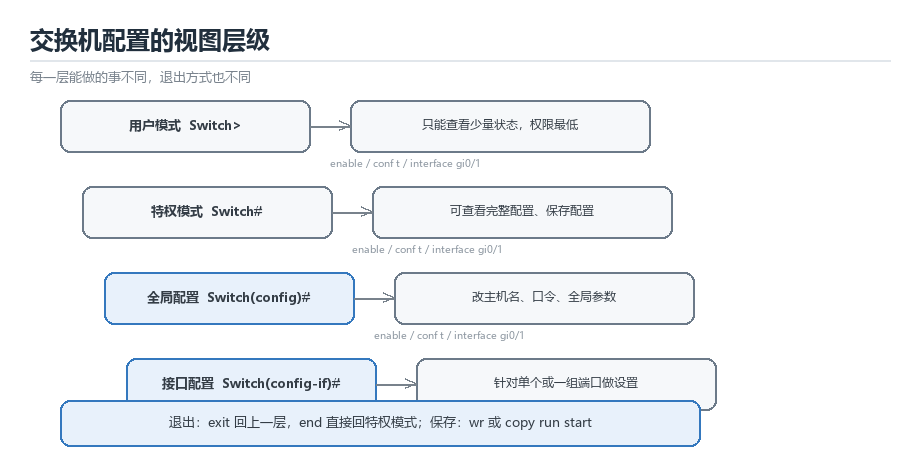 交换机配置的视图层级
每一层能做的事不同，退出方式也不同
用户模式 Switch>
只能查看少量状态，权限最低
enable / conf t / interface gi0/1
特权模式 Switch#
可查看完整配置、保存配置
enable / conf t / interface gi0/1
全局配置 Switch(config)#
改主机名、口令、全局参数
enable / conf t / interface gi0/1
接口配置 Switch(config-if)#
针对单个或一组端口做设置
退出：exit 回上一层，end 直接回特权模式；保存：wr 或 copy run start